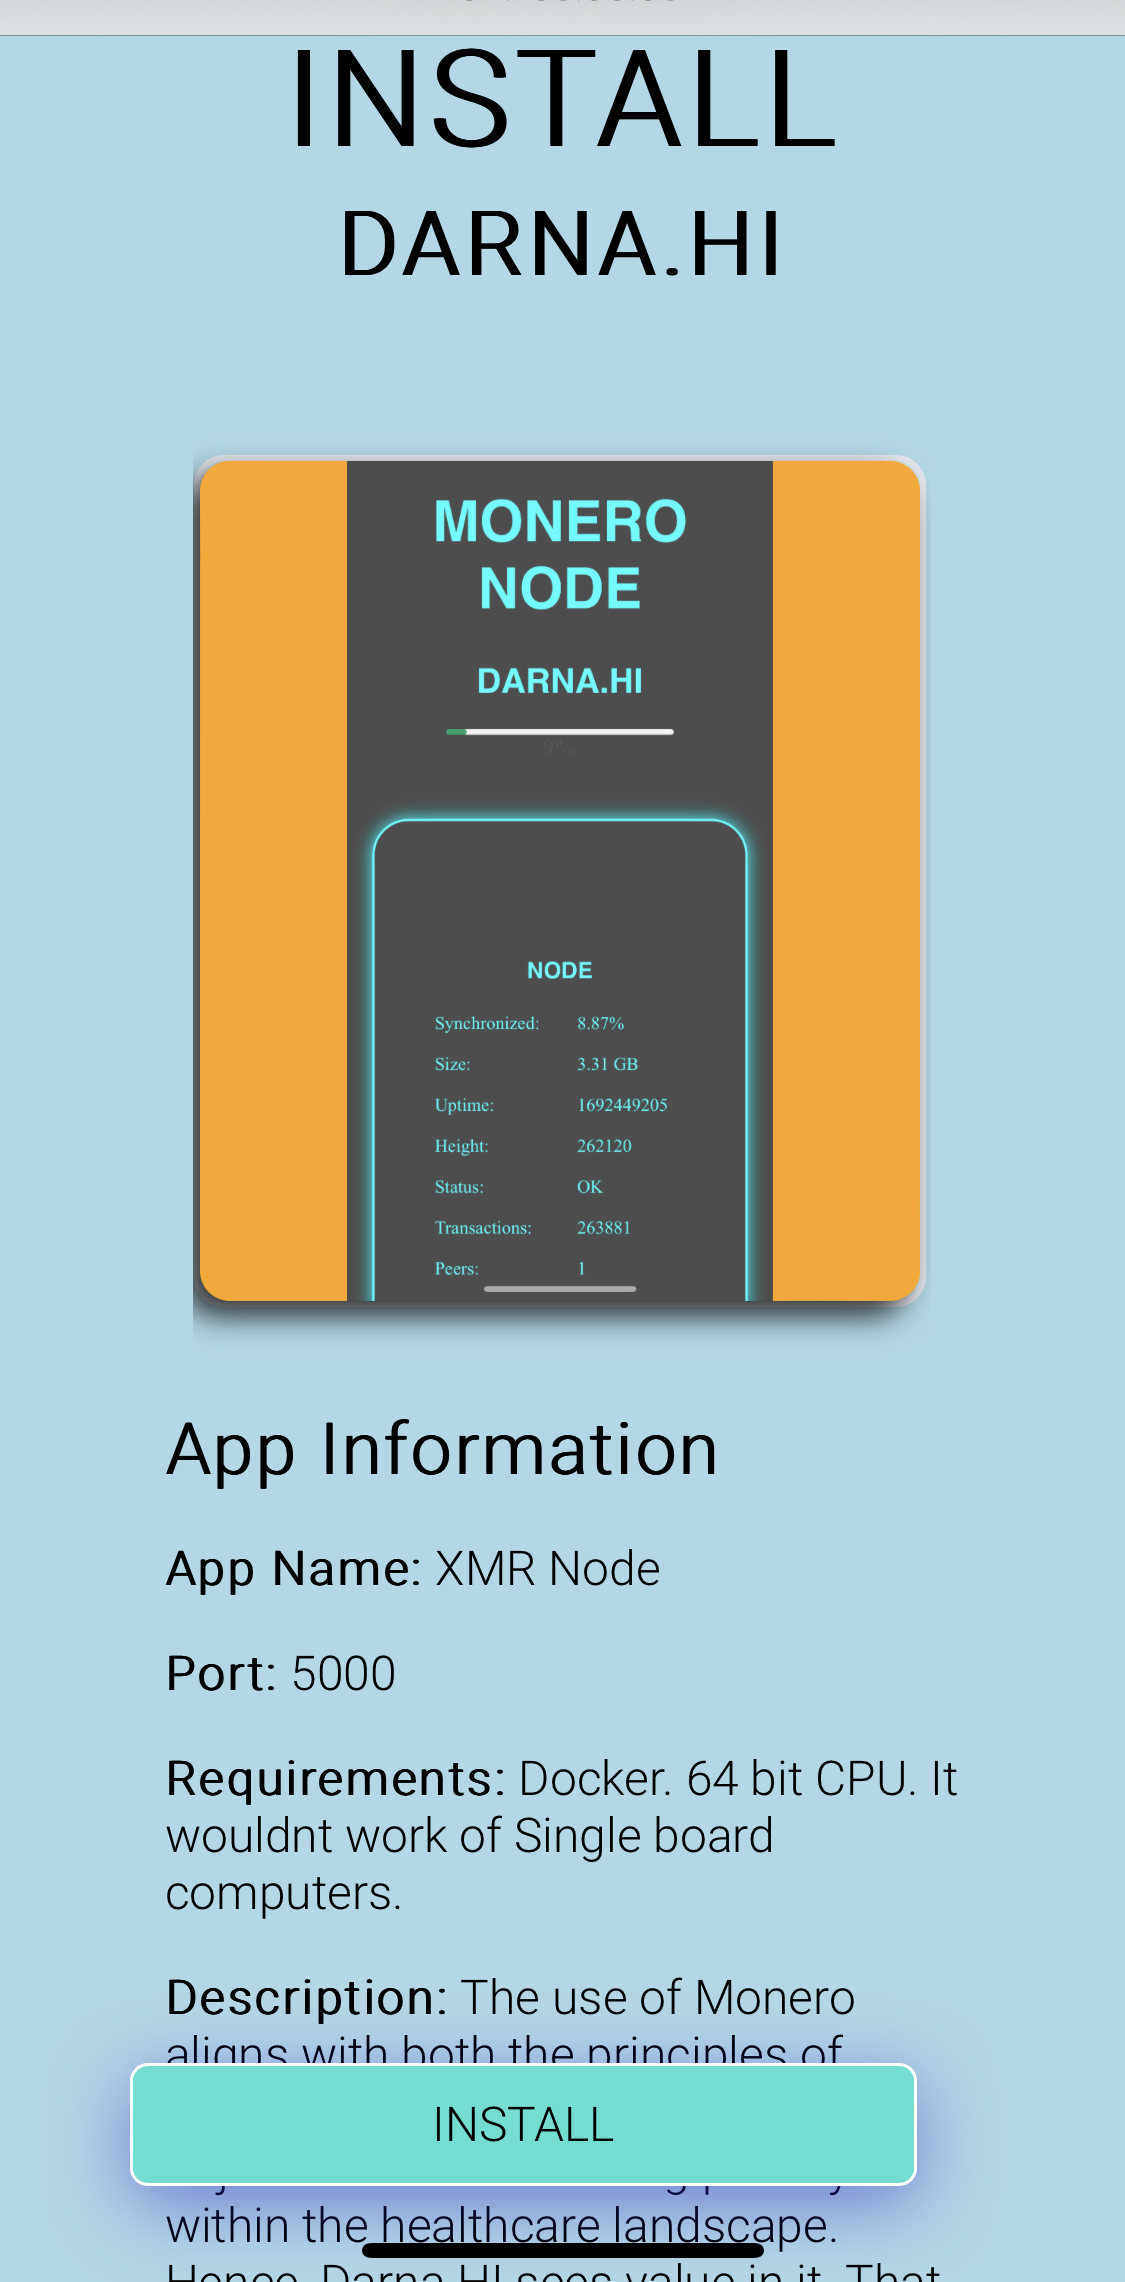 INSTALL
DARNA.HI
MONERO
NODE
DARNA.HI
9%
NODE
Synchronized: 8.87%
Size: 3.31 GB
Uptime: 1692449205
Height: 262120
Status: OK
Transactions: 263881
Peers: 1
App Information
App Name: XMR Node
Port: 5000
Requirements: Docker. 64 bit CPU. It
wouldnt work of Single board
computers.
Description: The use of Monero
aligns with both the principles of
INSTALL
within the healthcare landscape.
Hence, Darna HI sees value in it. That